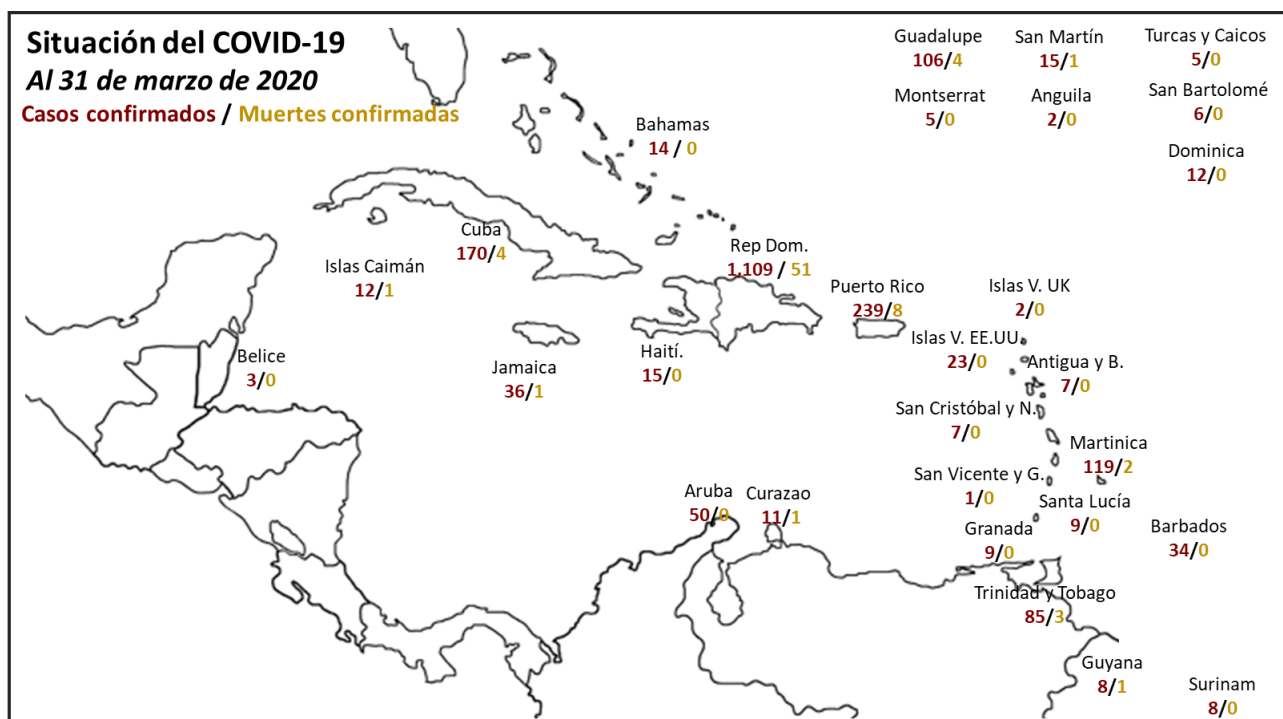 Situación del COVID-19
Al 31 de marzo de 2020
Casos confirmados / Muertes confirmadas
Guadalupe
106/4
San Martín
15/1
Turcas y Caicos
5/0
Montserrat
5/0
Anguila
2/0
San Bartolomé
6/0
Dominica
12/0
Bahamas
14 / 0
Cuba
170/4
Islas Caimán
12/1
Rep Dom.
1,109 / 51
Puerto Rico
239/8
Islas V. UK
2/0
Islas V. EE.UU.
23/0
Belice
3/0
Jamaica
36/1
Haití.
15/0
Antigua y B.
7/0
San Cristóbal y N.
7/0
Martinica
119/2
San Vicente y G.
1/0
Aruba
50/0
Curazao
11/1
Santa Lucía
9/0
Granada
9/0
Barbados
34/0
Trinidad y Tobago
85/3
Guyana
8/1
Surinam
8/0